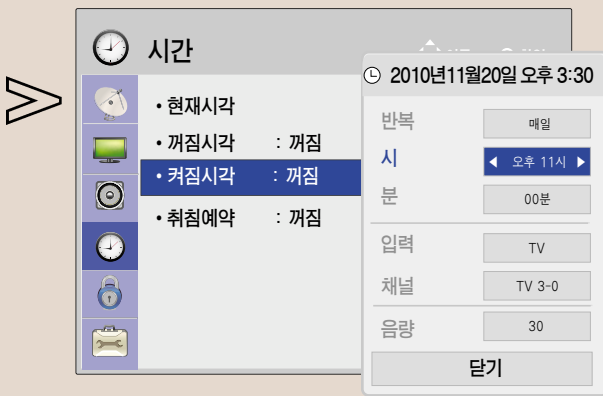 시간
• 현재시각
• 꺼짐시각 : 꺼짐
• 켜짐시각 : 꺼짐
• 취침예약 : 꺼짐
2010년11월20일 오후 3:30
반복 매일
시 ◀ 오후 11시 ▶
분 00분
입력 TV
채널 TV 3-0
음량 30
닫기